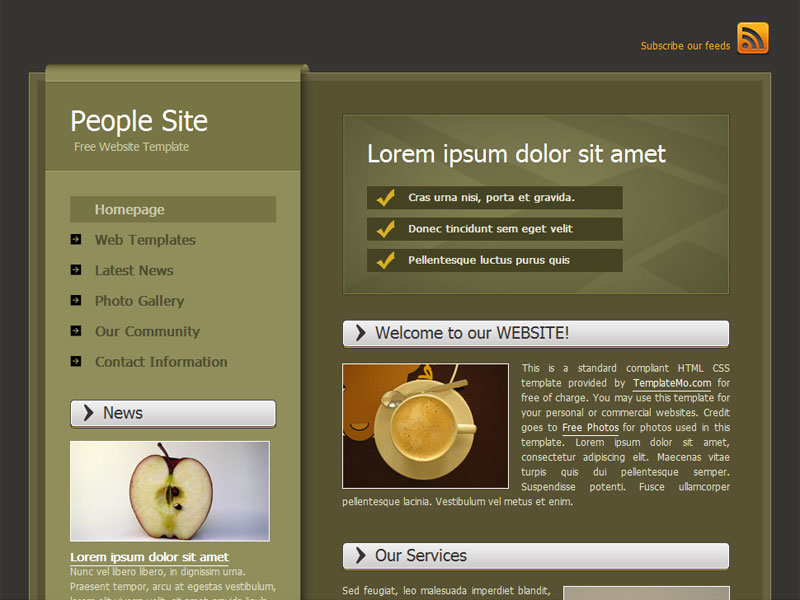 Subscribe our feeds
People Site
Free Website Template
Homepage
Web Templates
Latest News
Photo Gallery
Our Community
Contact Information
News
Lorem ipsum dolor sit amet
Nunc vel libero libero, in dignissim urna.
Praesent tempor, arcu at egestas vestibulum,
Lorem ipsum dolor sit amet
Cras urna nisi, porta et gravida.
Donec tincidunt sem eget velit
Pellentesque luctus purus quis
Welcome to our WEBSITE!
This is a standard compliant HTML CSS
template provided by TemplateMo.com for
free of charge. You may use this template for
your personal or commercial websites. Credit
goes to Free Photos for photos used in this
template. Lorem ipsum dolor sit amet,
consectetur adipiscing elit. Maecenas vitae
turpis quis dui pellentesque semper.
Suspendisse potenti. Fusce ullamcorper
pellentesque lacinia. Vestibulum vel metus et enim.
Our Services
Sed feugiat, leo malesuada imperdiet blandit,